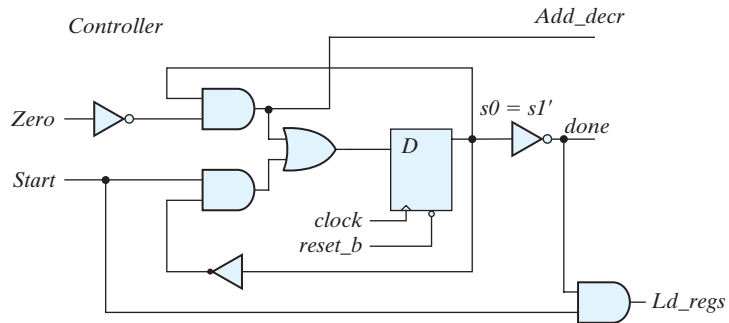 Controller
Add_decr
Zero
s0 = s1′
done
D
Start
clock
reset_b
Ld_regs